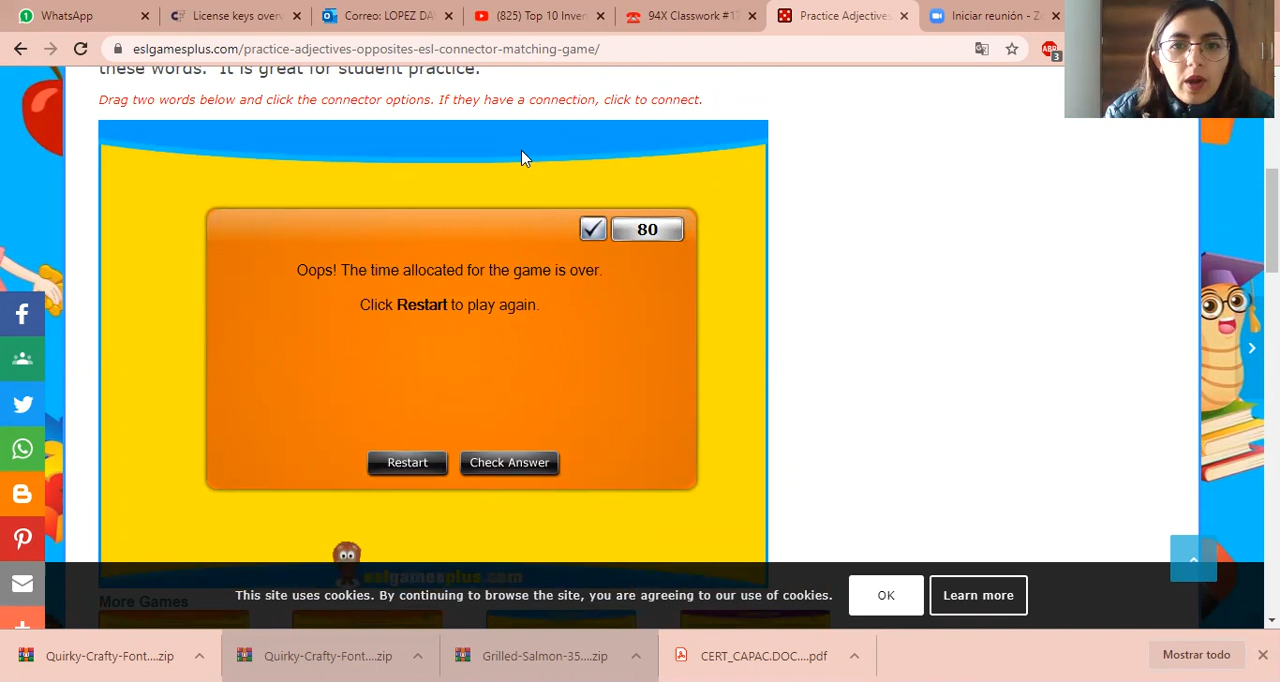 WhatsApp
License keys over
Correo: LOPEZ DA
(825) Top 10 Inver
94X Classwork #1
Practice Adjectives
Iniciar reunión - Zo
eslgamesplus.com/practice-adjectives-opposites-esl-connector-matching-game/
ABP
3
these words. It is great for student practice.
Drag two words below and click the connector options. If they have a connection, click to connect.
80
Oops! The time allocated for the game is over.
Click Restart to play again.
Restart
Check Answer
eslgamesplus.com
This site uses cookies. By continuing to browse the site, you are agreeing to our use of cookies.
OK
Learn more
More Games
Quirky-Crafty-Font....zip
Quirky-Crafty-Font....zip
Grilled-Salmon-35....zip
CERT_CAPAC.DOC....pdf
Mostrar todo